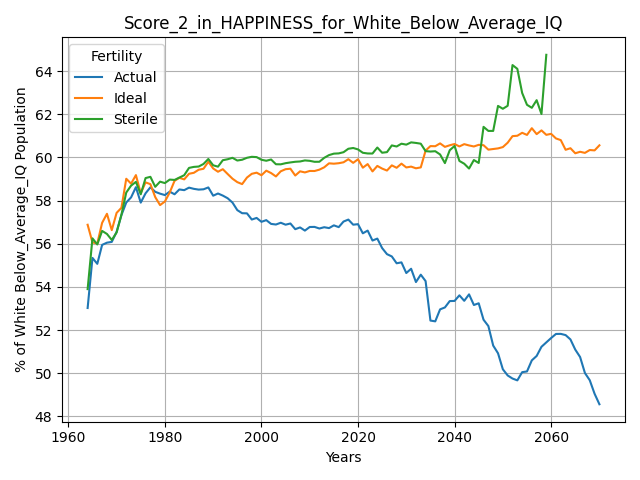 Score_2_in_HAPPINESS_for_White_Below_Average_IQ
Fertility
Actual
Ideal
Sterile
% of White Below_Average_IQ Population
64
62
60
58
56
54
52
50
48
1960
1980
2000
2020
2040
2060
Years